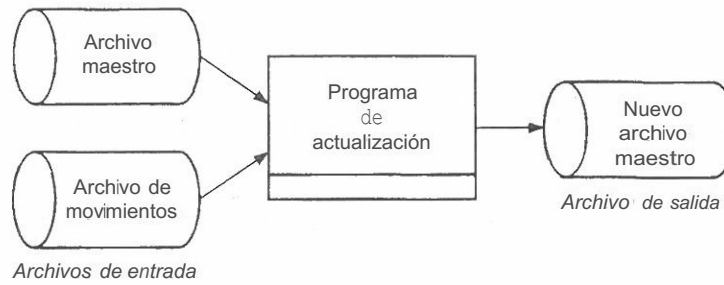 Archivo
maestro
Archivo de
movimientos
Archivos de entrada
Programa
de
actualización
Nuevo
archivo
maestro
Archivo de salida